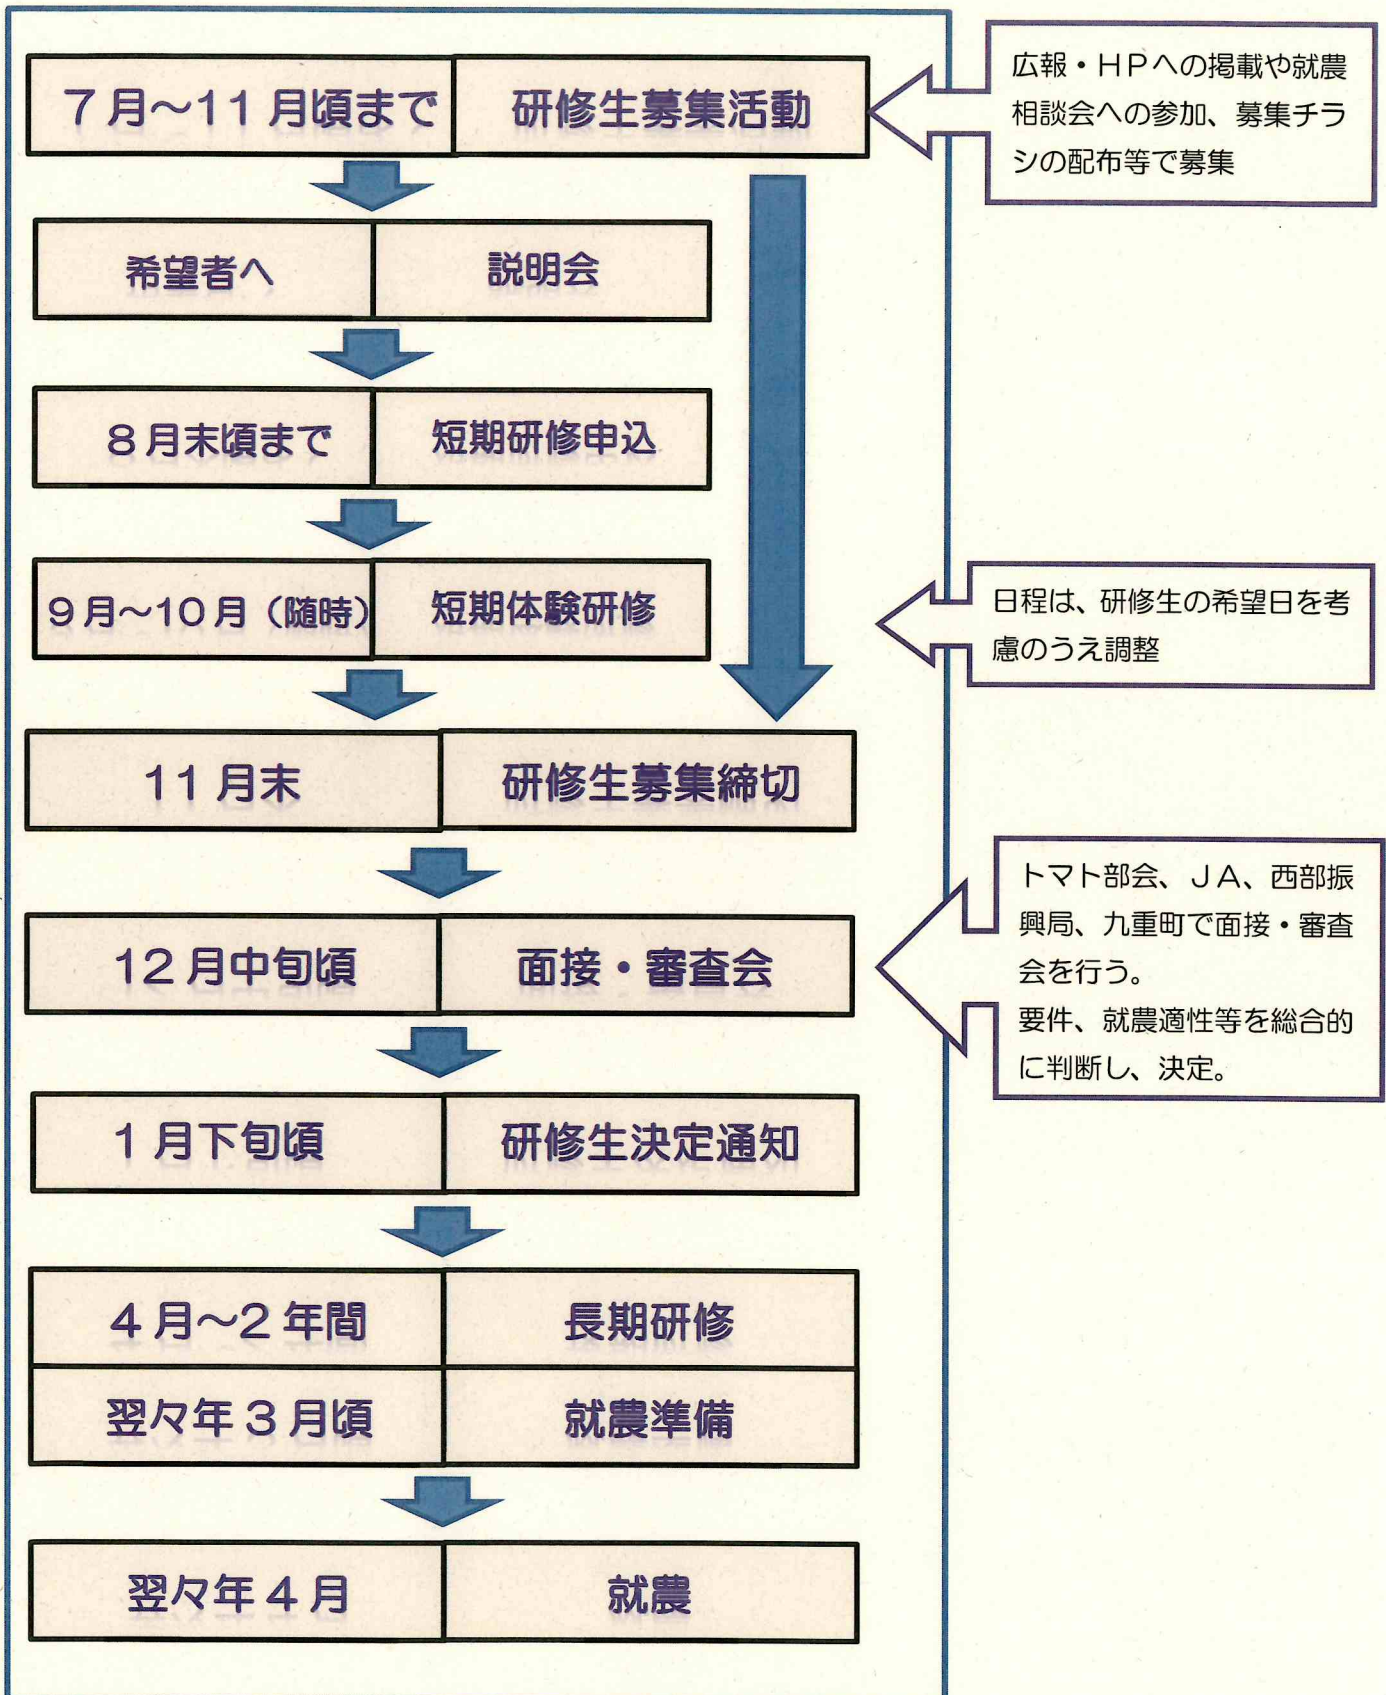 7月～11月頃まで 研修生募集活動
広報・HPへの掲載や就農
相談会への参加、募集チラ
シの配布等で募集
希望者へ 説明会
8月末頃まで 短期研修申込
9月～10月（随時） 短期体験研修
日程は、研修生の希望日を考
慮のうえ調整
11月末 研修生募集締切
12月中旬頃 面接・審査会
トマト部会、JA、西部振
興局、九重町で面接・審査
会を行う。
要件、就農適性等を総合的
に判断し、決定。
1月下旬頃 研修生決定通知
4月～2年間 長期研修
翌々年3月頃 就農準備
翌々年4月 就農